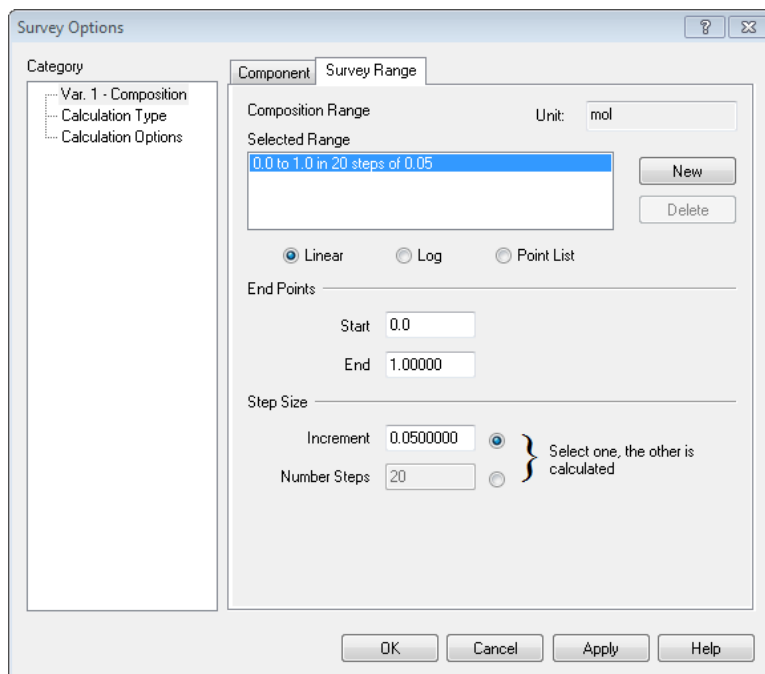 Survey Options
Category
Var. 1 - Composition
Calculation Type
Calculation Options
Component
Survey Range
Composition Range
Unit: mol
Selected Range
0.0 to 1.0 in 20 steps of 0.05
New
Delete
Linear
Log
Point List
End Points
Start 0.0
End 1.00000
Step Size
Increment 0.0500000
Number Steps 20
} Select one, the other is
calculated
OK
Cancel
Apply
Help